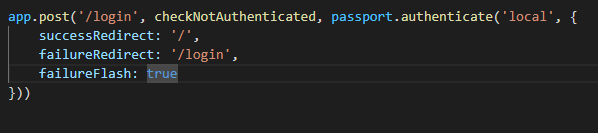 app.post('/login', checkNotAuthenticated, passport.authenticate('local', {
    successRedirect: '/',
    failureRedirect: '/login',
    failureFlash: true
}))